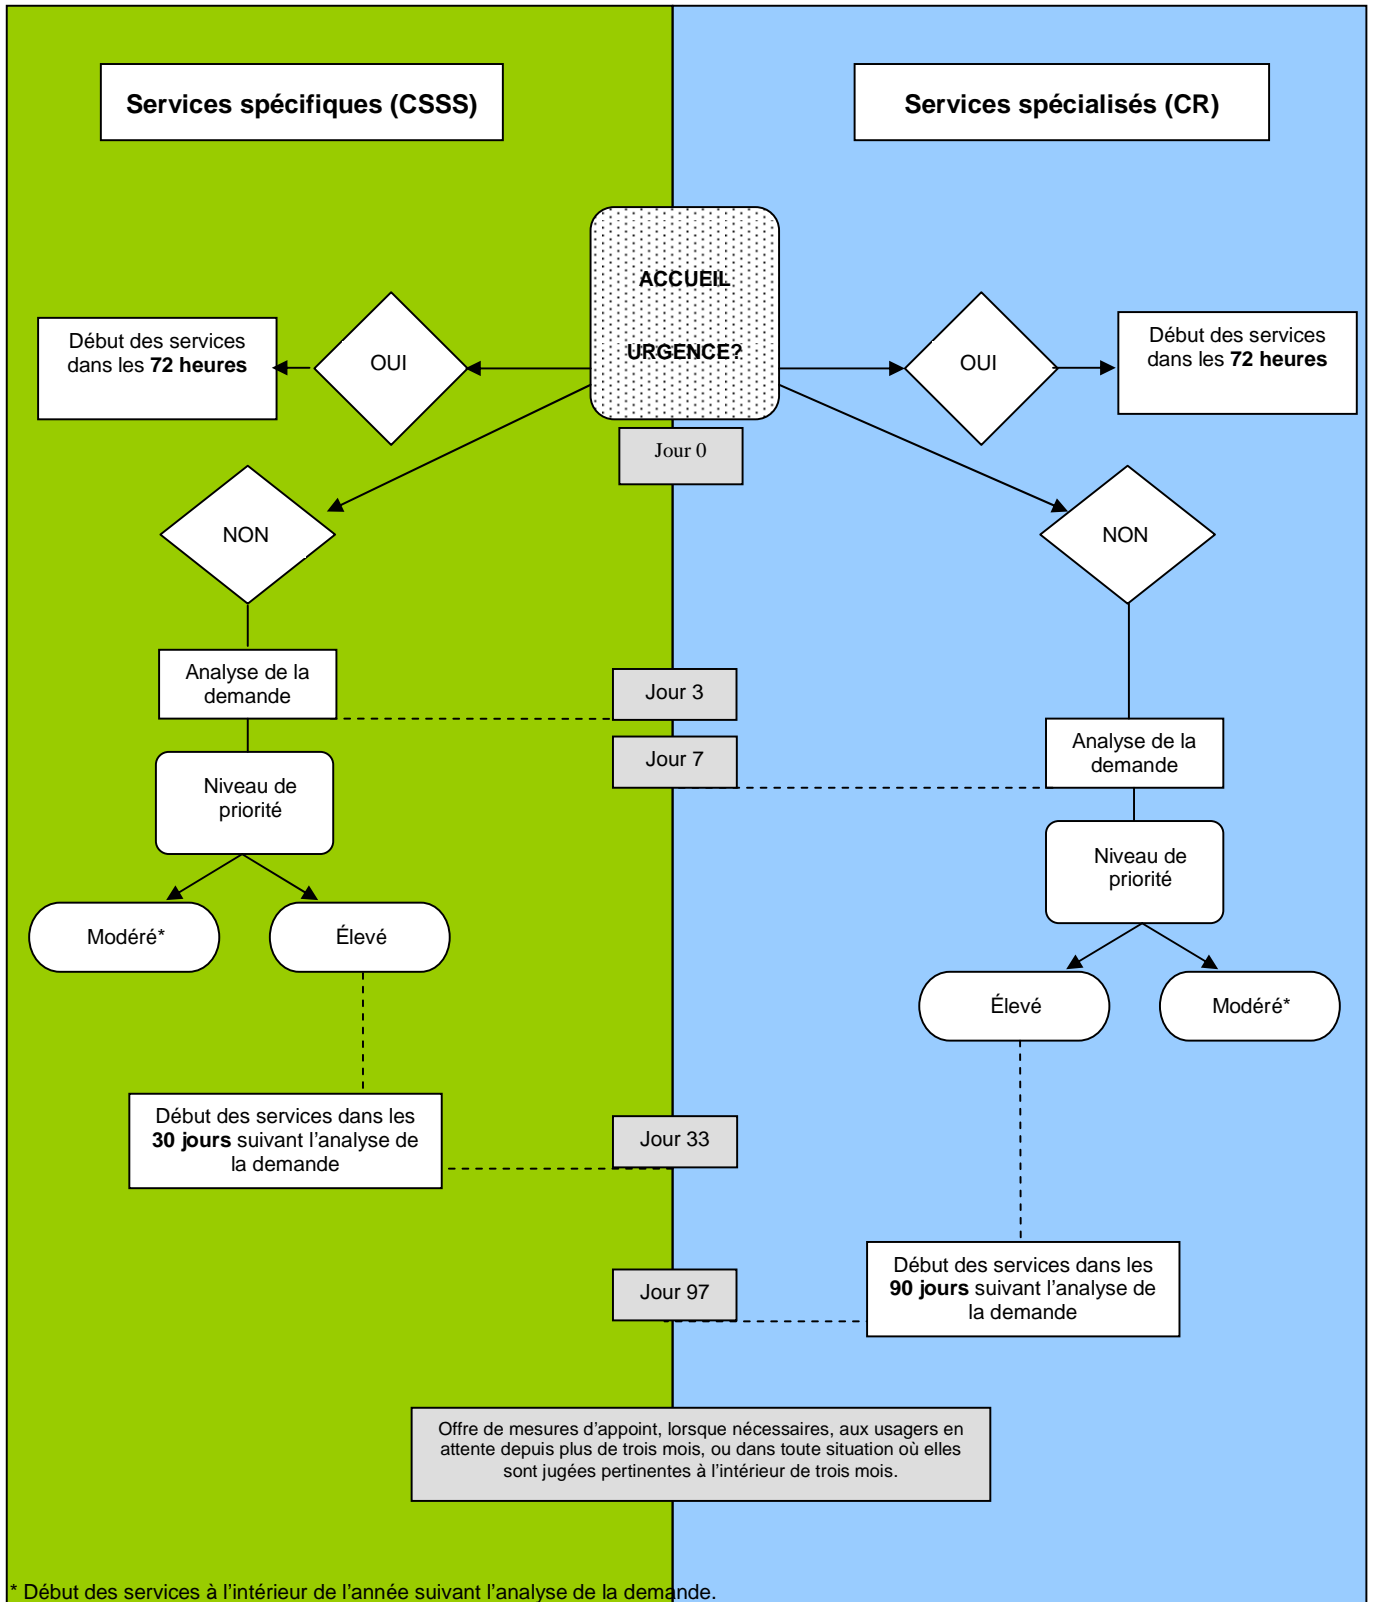 Services spécifiques (CSSS)
Services spécialisés (CR)
ACCUEIL
URGENCE?
Début des services
dans les 72 heures
OUI
OUI
Début des services
dans les 72 heures
Jour 0
NON
NON
Analyse de la
demande
Jour 3
Jour 7
Analyse de la
demande
Niveau de
priorité
Niveau de
priorité
Modéré*
Élevé
Élevé
Modéré*
Début des services dans les
30 jours suivant l'analyse de
la demande
Jour 33
Début des services dans les
90 jours suivant l'analyse de
la demande
Jour 97
Offre de mesures d'appoint, lorsque nécessaires, aux usagers en
attente depuis plus de trois mois, ou dans toute situation où elles
sont jugées pertinentes à l'intérieur de trois mois.
* Début des services à l'intérieur de l'année suivant l'analyse de la demande.